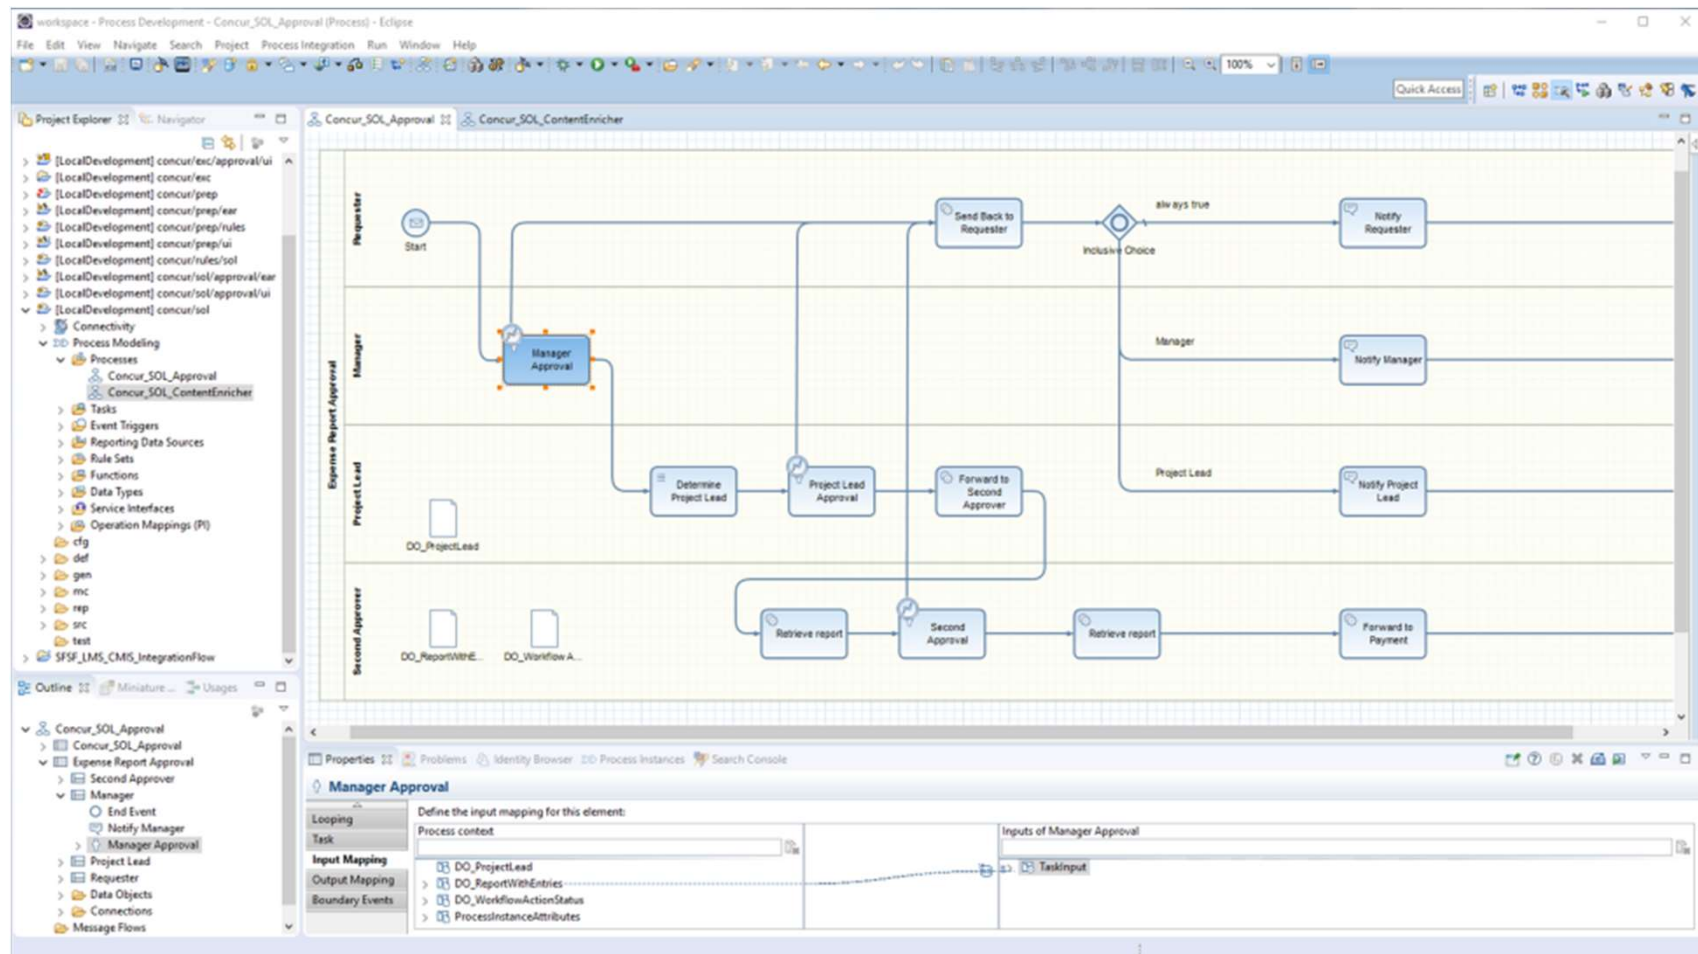 workspace - Process Development - Concur_SOL_Approval (Process) - Eclipse
File Edit View Navigate Search Project Process Integration Run Window Help
100%
Quick Access
Project Explorer Navigator
[LocalDevelopment] concur/exc/approval/ui
[LocalDevelopment] concur/exc
[LocalDevelopment] concur/prep
[LocalDevelopment] concur/prep/ear
[LocalDevelopment] concur/prep/rules
[LocalDevelopment] concur/prep/ui
[LocalDevelopment] concur/rules/sol
[LocalDevelopment] concur/sol/approval/ear
[LocalDevelopment] concur/sol/approval/ui
[LocalDevelopment] concur/sol
Connectivity
Process Modeling
Processes
Concur_SOL_Approval
Concur_SOL_ContentEnricher
Tasks
Event Triggers
Reporting Data Sources
Rule Sets
Functions
Data Types
Service Interfaces
Operation Mappings (PI)
cfg
def
gen
mc
rep
src
test
SFSF_LMS_CMIS_IntegrationFlow
Outline Miniature ... Usages
Concur_SOL_Approval
Concur_SOL_Approval
Expense Report Approval
Second Approver
Manager
End Event
Notify Manager
Manager Approval
Project Lead
Requester
Data Objects
Connections
Message Flows
Concur_SOL_Approval Concur_SOL_ContentEnricher
Expense Report Approval
Requester
Start
Send Back to
Requester
Inclusive Choice
always true
Notify
Requester
Manager
Manager
Approval
Manager
Notify Manager
Project Lead
Determine
Project Lead
Project Lead
Approval
Forward to
Second
Approver
Project Lead
Notify Project
Lead
DO_ProjectLead
Second Approver
DO_ReportWithE...
DO_Workflow A...
Retrieve report
Second
Approval
Retrieve report
Forward to
Payment
Properties Problems Identity Browser Process Instances Search Console
Manager Approval
Looping
Task
Input Mapping
Output Mapping
Boundary Events
Define the input mapping for this element:
Process context
DO_ProjectLead
DO_ReportWithEntries
DO_WorkflowActionStatus
ProcessInstanceAttributes
Inputs of Manager Approval
TaskInput